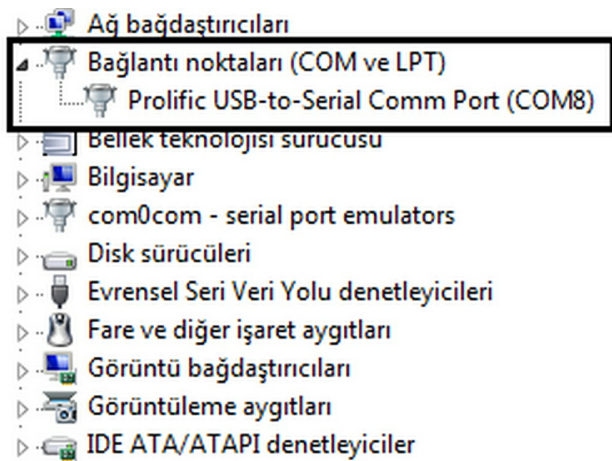 Ağ bağdaştırıcıları
Bağlantı noktaları (COM ve LPT)
Prolific USB-to-Serial Comm Port (COM8)
Bellek teknolojisi sürücüsü
Bilgisayar
com0com - serial port emulators
Disk sürücüleri
Evrensel Seri Veri Yolu denetleyicileri
Fare ve diğer işaret aygıtları
Görüntü bağdaştırıcıları
Görüntüleme aygıtları
IDE ATA/ATAPI denetleyiciler